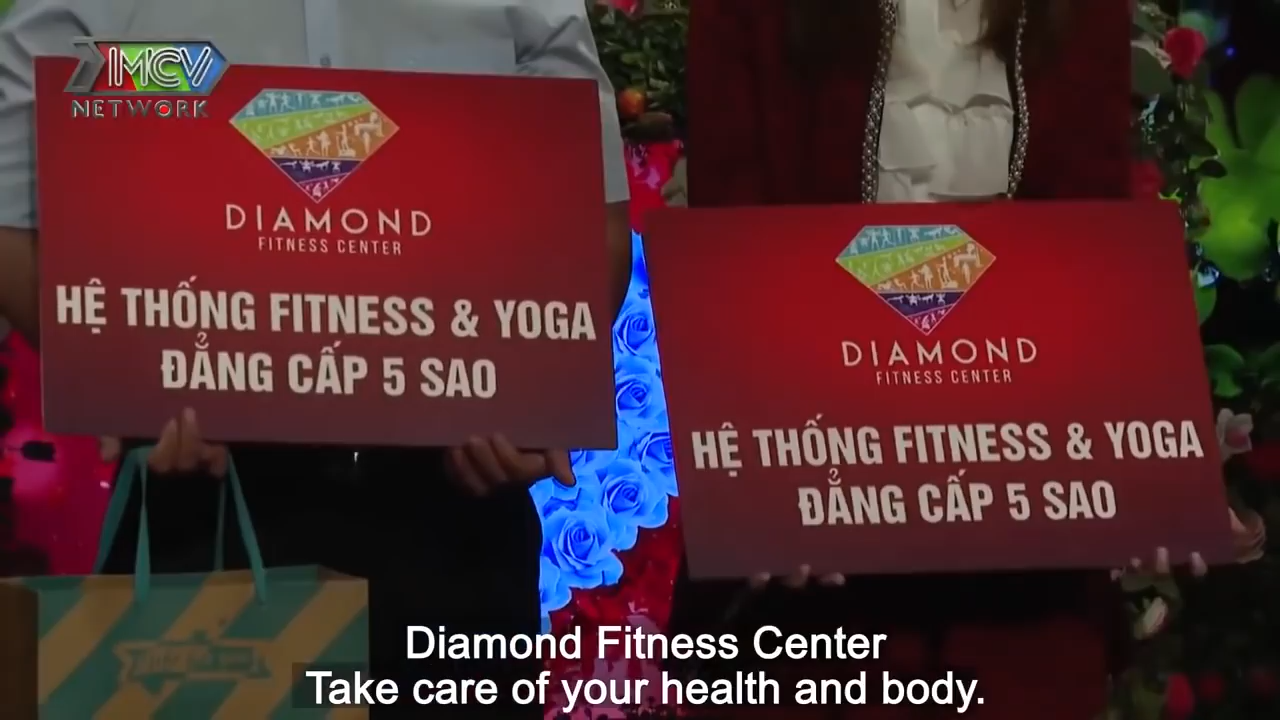 MCV
NETWORK
DIAMOND
FITNESS CENTER
HỆ THỐNG FITNESS & YOGA
ĐẲNG CẤP 5 SAO
DIAMOND
FITNESS CENTER
HỆ THỐNG FITNESS & YOGA
ĐẲNG CẤP 5 SAO
Diamond Fitness Center
Take care of your health and body.